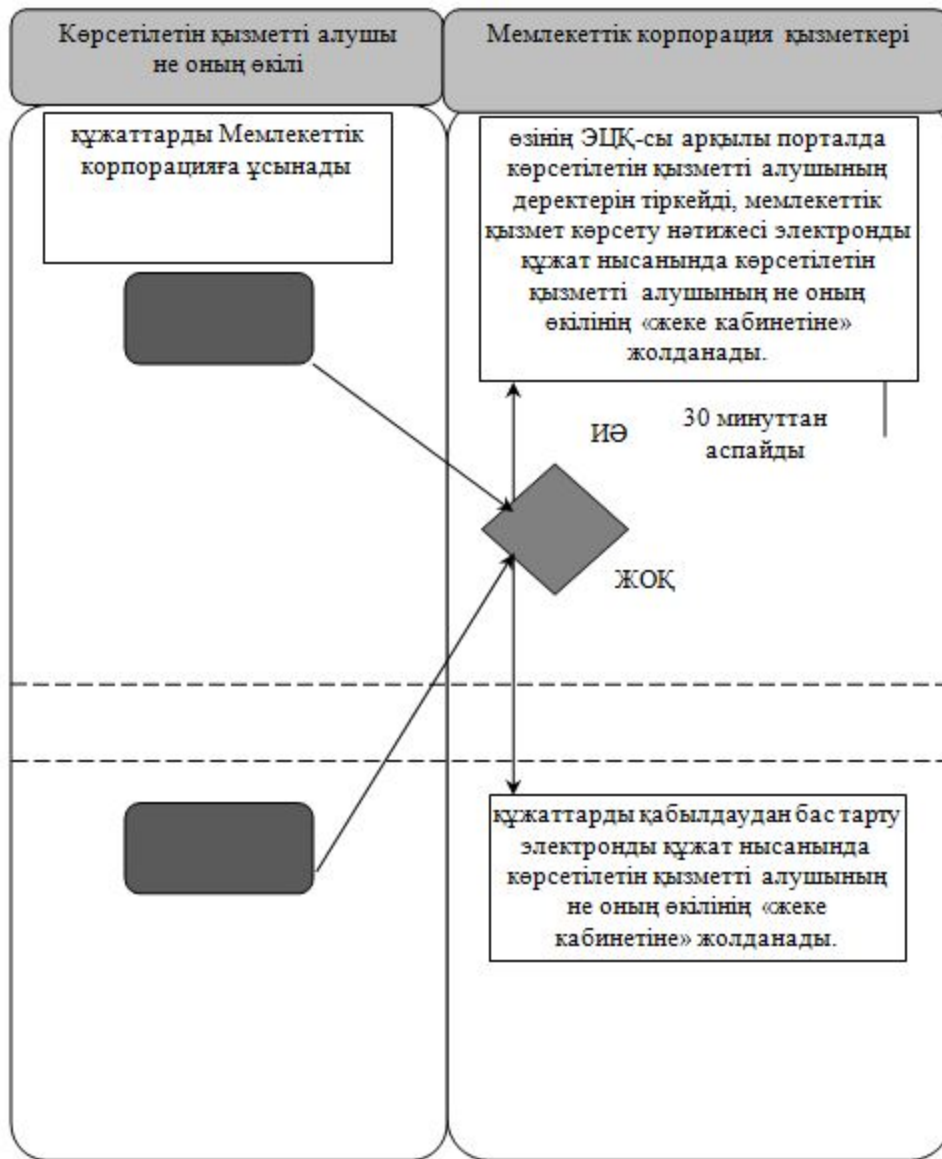 Көрсетілетін қызметті алушы
не оның өкілі
Мемлекеттік корпорация қызметкері
құжаттарды Мемлекеттік
корпорацияға ұсынады
өзінің ЭЦҚ-сы арқылы порталда
көрсетілетін қызметті алушының
деректерін тіркейді, мемлекеттік
қызмет көрсету нәтижесі электронды
құжат нысанында көрсетілетін
қызметті алушының не оның
өкілінің «жеке кабинетіне»
жолданады.
ИӘ
30 минуттан
аспайды
ЖОҚ
құжаттарды қабылдаудан бас тарту
электронды құжат нысанында
көрсетілетін қызметті алушының
не оның өкілінің «жеке
кабинетіне» жолданады.